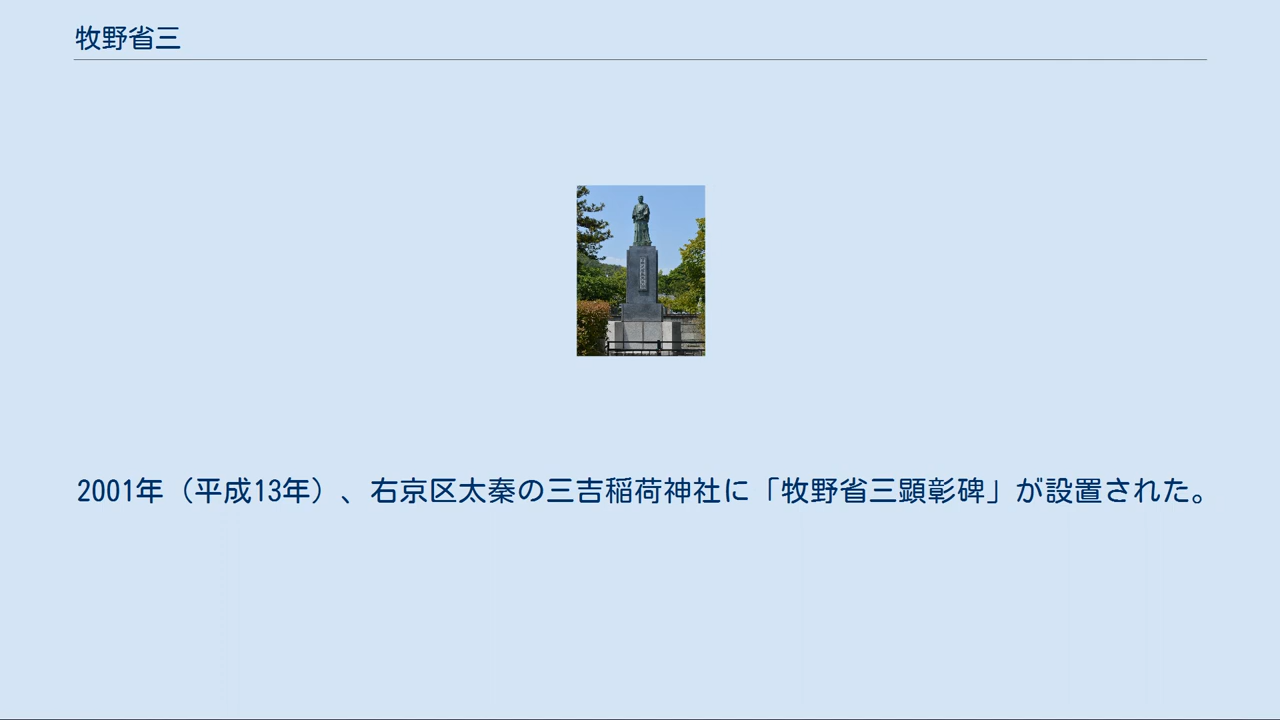 牧野省三
2001年（平成13年）、右京区太秦の三吉稲荷神社に「牧野省三顕彰碑」が設置された。